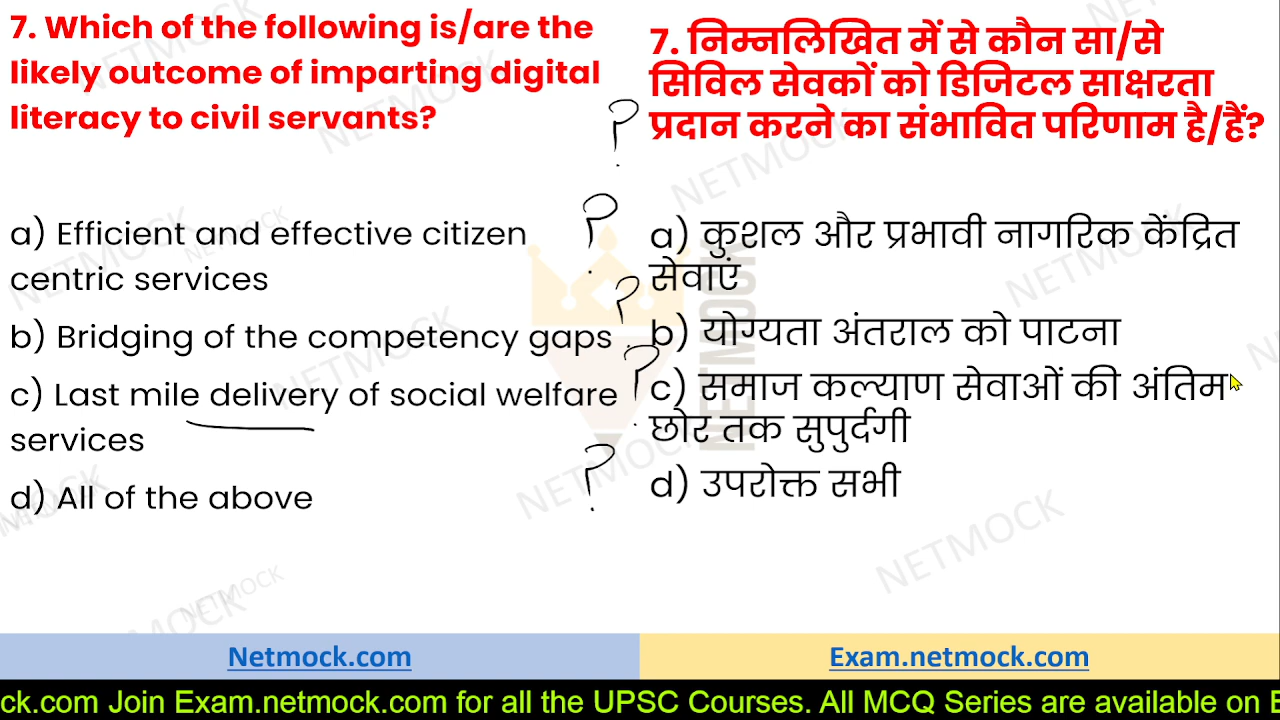 7. Which of the following is/are the
likely outcome of imparting digital
literacy to civil servants?
a) Efficient and effective citizen
centric services
b) Bridging of the competency gaps
c) Last mile delivery of social welfare
services
d) All of the above
7. निम्नलिखित में से कौन सा/से
सिविल सेवकों को डिजिटल साक्षरता
प्रदान करने का संभावित परिणाम है/हैं?
a) कुशल और प्रभावी नागरिक केंद्रित
सेवाएं
b) योग्यता अंतराल को पाटना
c) समाज कल्याण सेवाओं की अंतिम
छोर तक सुपुर्दगी
d) उपरोक्त सभी
?
?
?
?
?
NETMOCK
Netmock.com
Exam.netmock.com
ck.com Join Exam.netmock.com for all the UPSC Courses. All MCQ Series are available on E